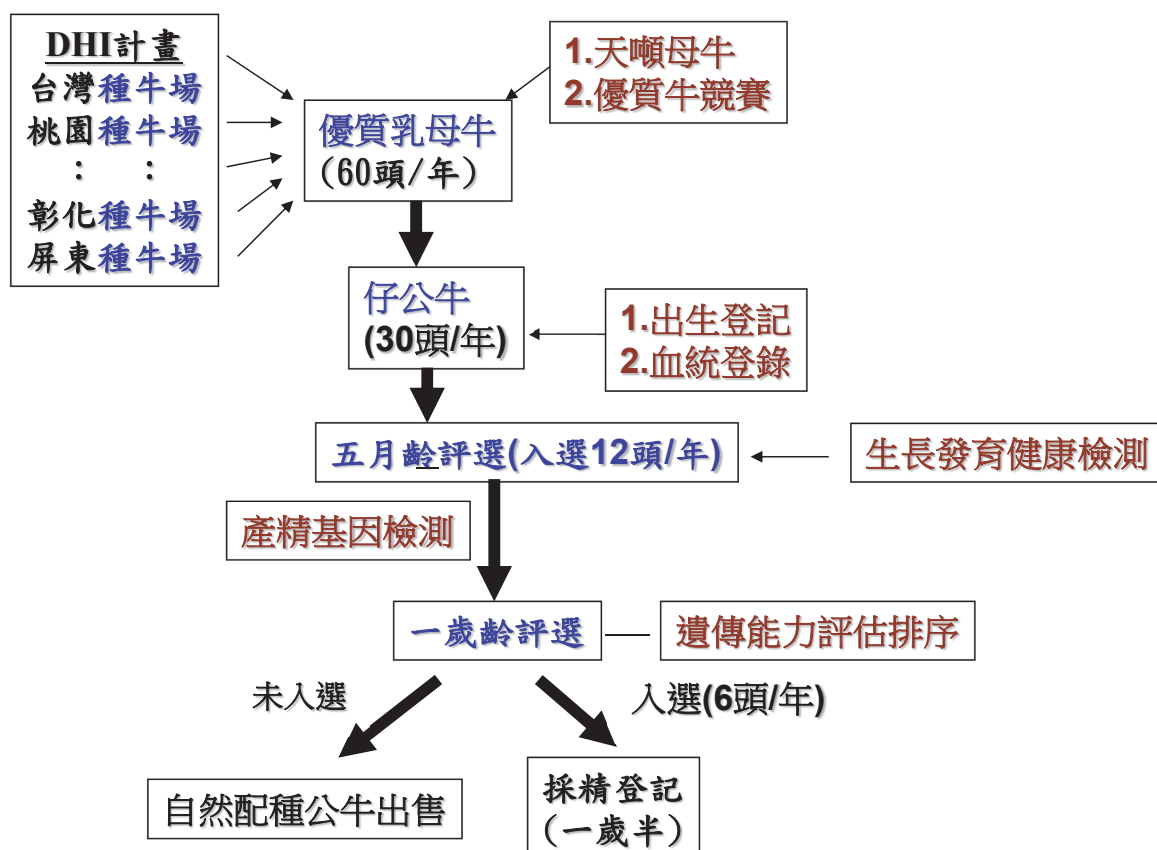 DHI計畫
台灣種牛場
桃園種牛場
：　：
彰化種牛場
屏東種牛場
1.天噸母牛
2.優質牛競賽
優質乳母牛
(60頭/年)
仔公牛
(30頭/年)
1.出生登記
2.血統登錄
五月齡評選(入選12頭/年)
生長發育健康檢測
產精基因檢測
一歲齡評選
遺傳能力評估排序
未入選
入選(6頭/年)
自然配種公牛出售
採精登記
(一歲半)